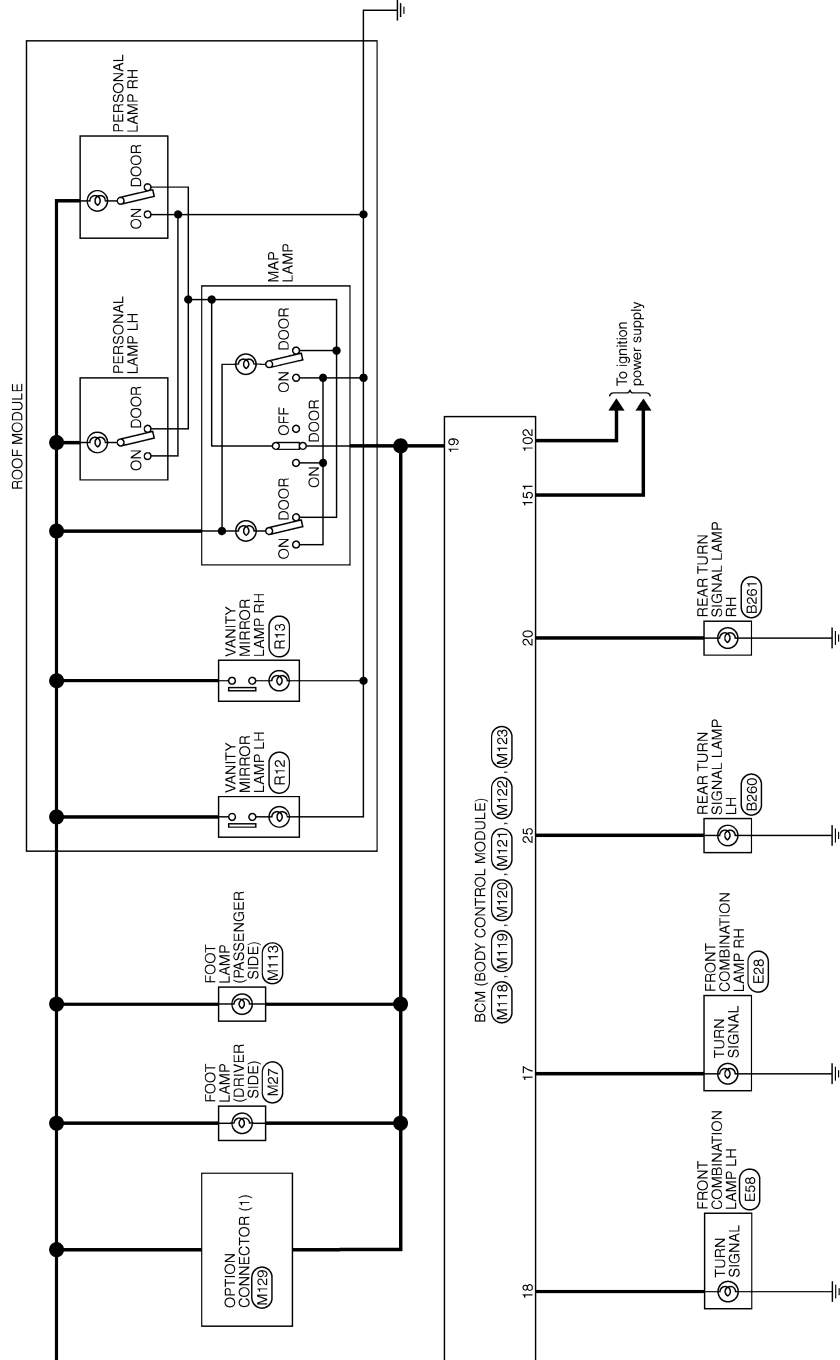 ROOF MODULE
PERSONAL
LAMP RH
ON
DOOR
PERSONAL
LAMP LH
ON
DOOR
MAP
LAMP
ON
DOOR
OFF
DOOR
ON
ON
DOOR
VANITY
MIRROR
LAMP RH
R13
VANITY
MIRROR
LAMP LH
R12
FOOT
LAMP
(PASSENGER
SIDE)
M113
FOOT
LAMP
(DRIVER
SIDE)
M27
OPTION
CONNECTOR (1)
M129
BCM (BODY CONTROL MODULE)
M118 , M119 , M120 , M121 , M122 , M123
19
102
151
20
25
17
18
To ignition
power supply
REAR TURN
SIGNAL LAMP
RH
B261
REAR TURN
SIGNAL LAMP
LH
B260
FRONT
COMBINATION
LAMP RH
E28
TURN
SIGNAL
FRONT
COMBINATION
LAMP LH
E58
TURN
SIGNAL